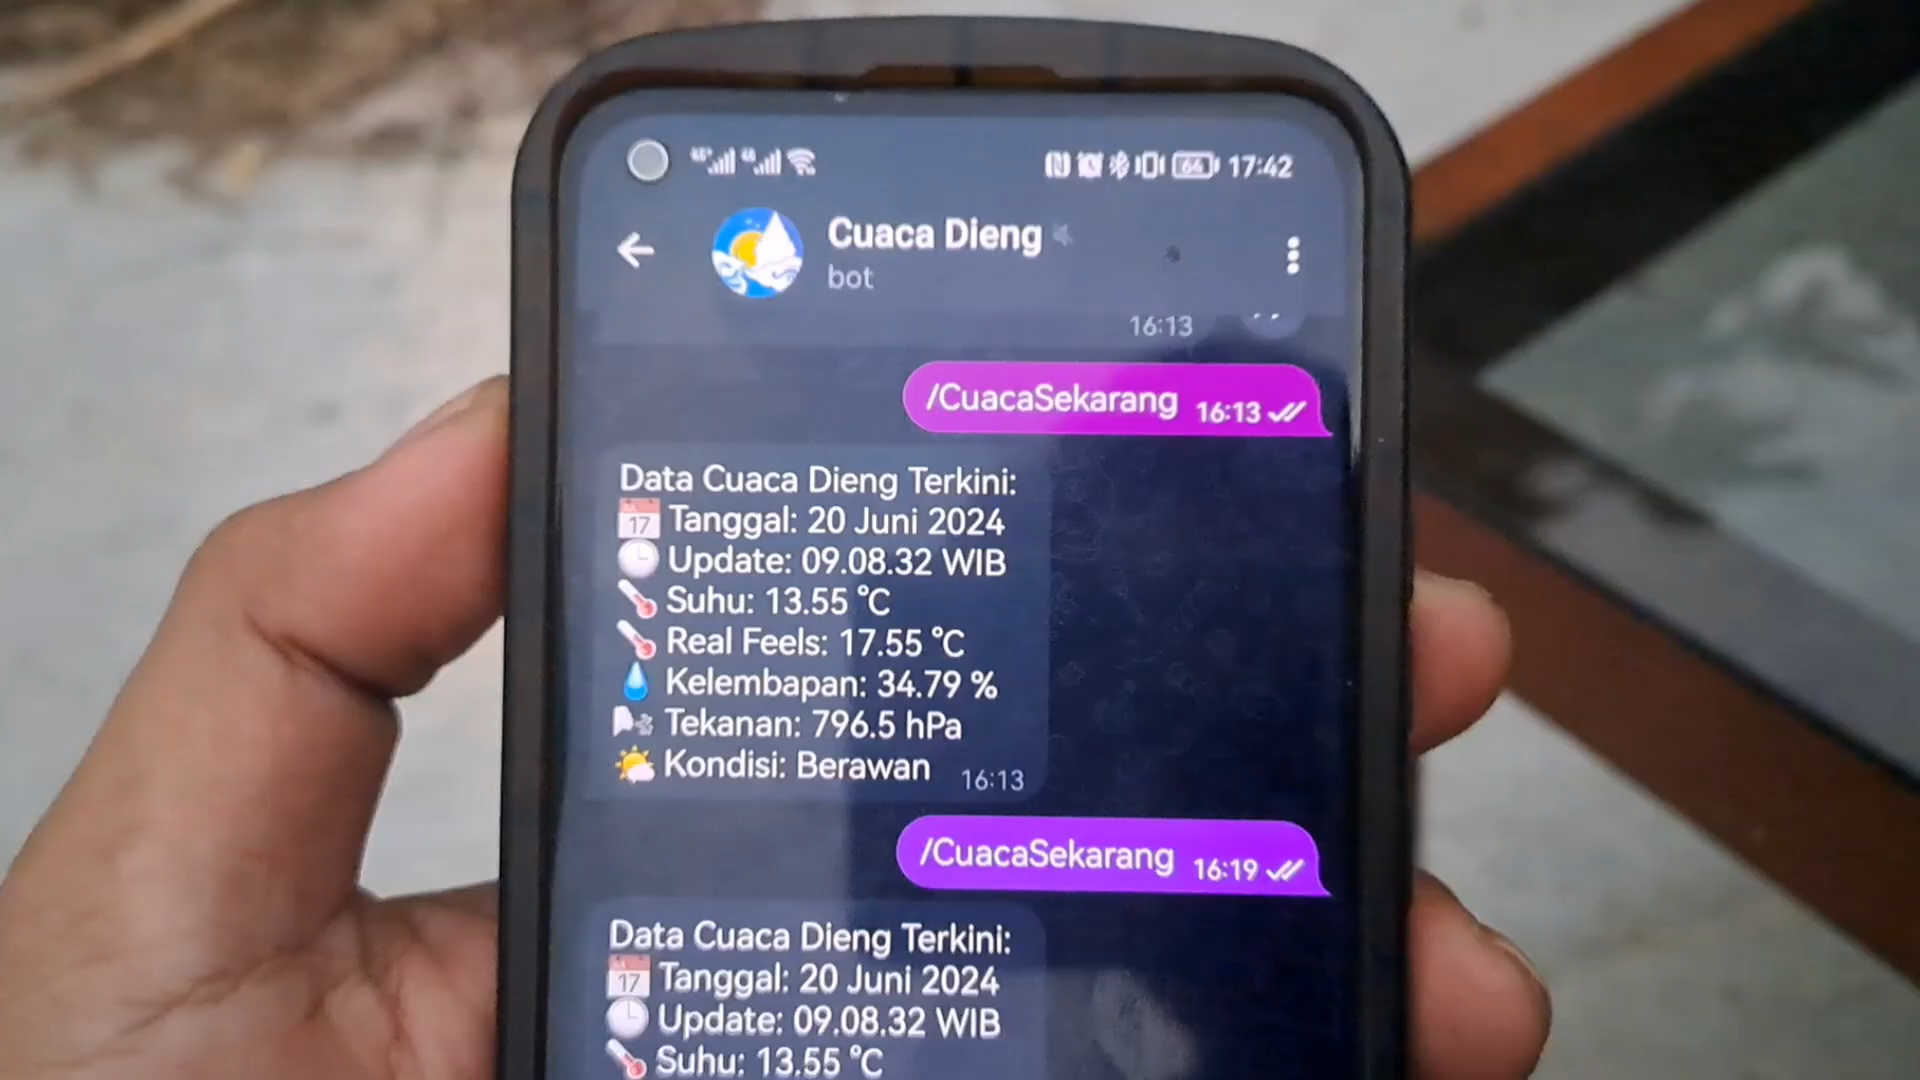 64 17:42
Cuaca Dieng
bot
16:13
/CuacaSekarang 16:13
Data Cuaca Dieng Terkini:
17 Tanggal: 20 Juni 2024
Update: 09.08.32 WIB
Suhu: 13.55 °C
Real Feels: 17.55 °C
Kelembapan: 34.79 %
Tekanan: 796.5 hPa
Kondisi: Berawan 16:13
/CuacaSekarang 16:19
Data Cuaca Dieng Terkini:
17 Tanggal: 20 Juni 2024
Update: 09.08.32 WIB
Suhu: 13.55 °C